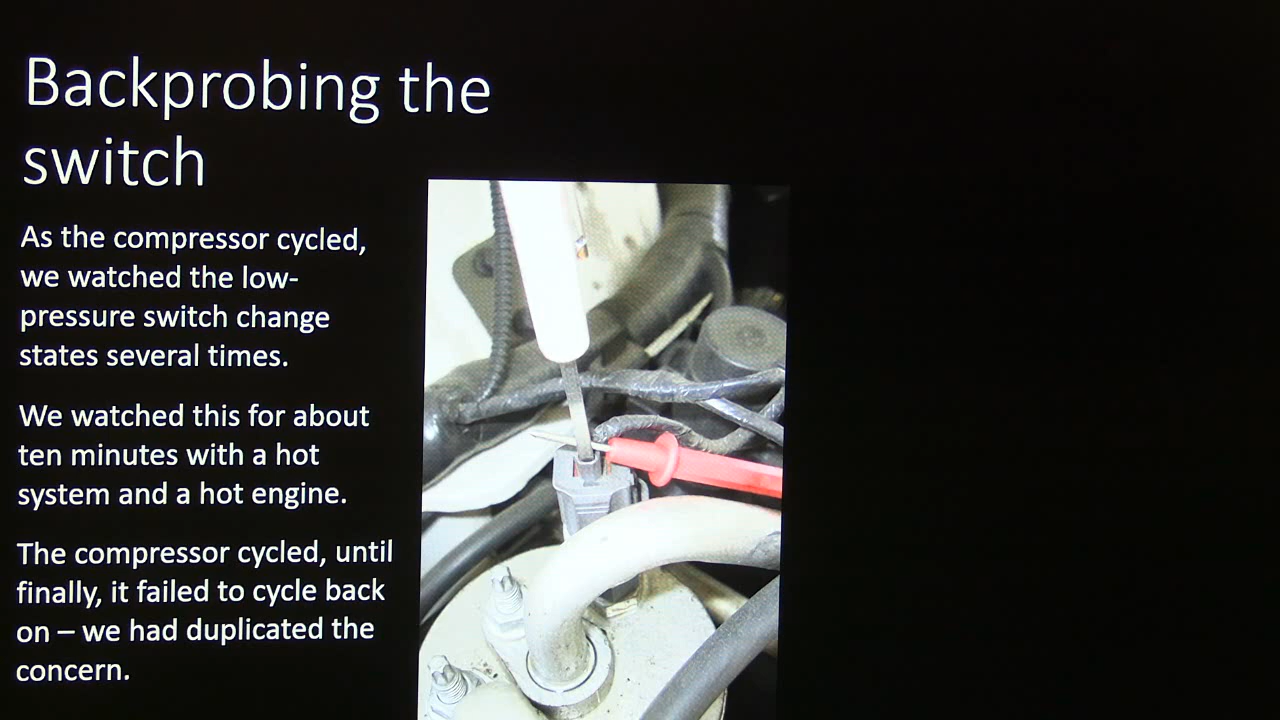 Backprobing the
switch
As the compressor cycled,
we watched the low-
pressure switch change
states several times.
We watched this for about
ten minutes with a hot
system and a hot engine.
The compressor cycled, until
finally, it failed to cycle back
on – we had duplicated the
concern.